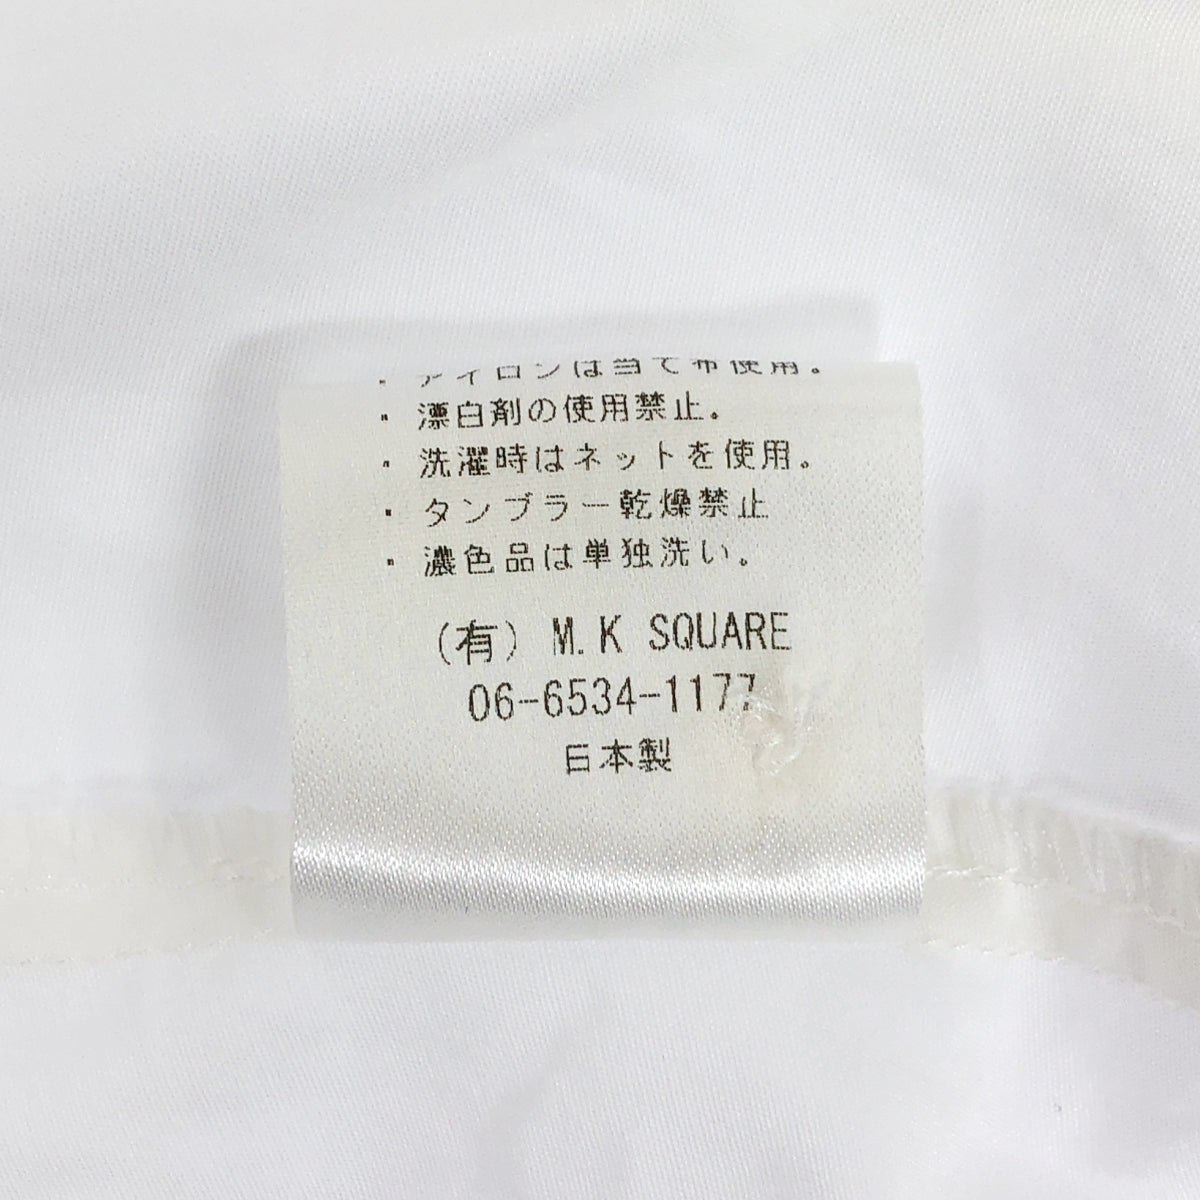 ・アイロンは当て布使用。
・漂白剤の使用禁止。
・洗濯時はネットを使用。
・タンブラー乾燥禁止
・濃色品は単独洗い。
(有) M.K SQUARE
06-6534-1177
日本製